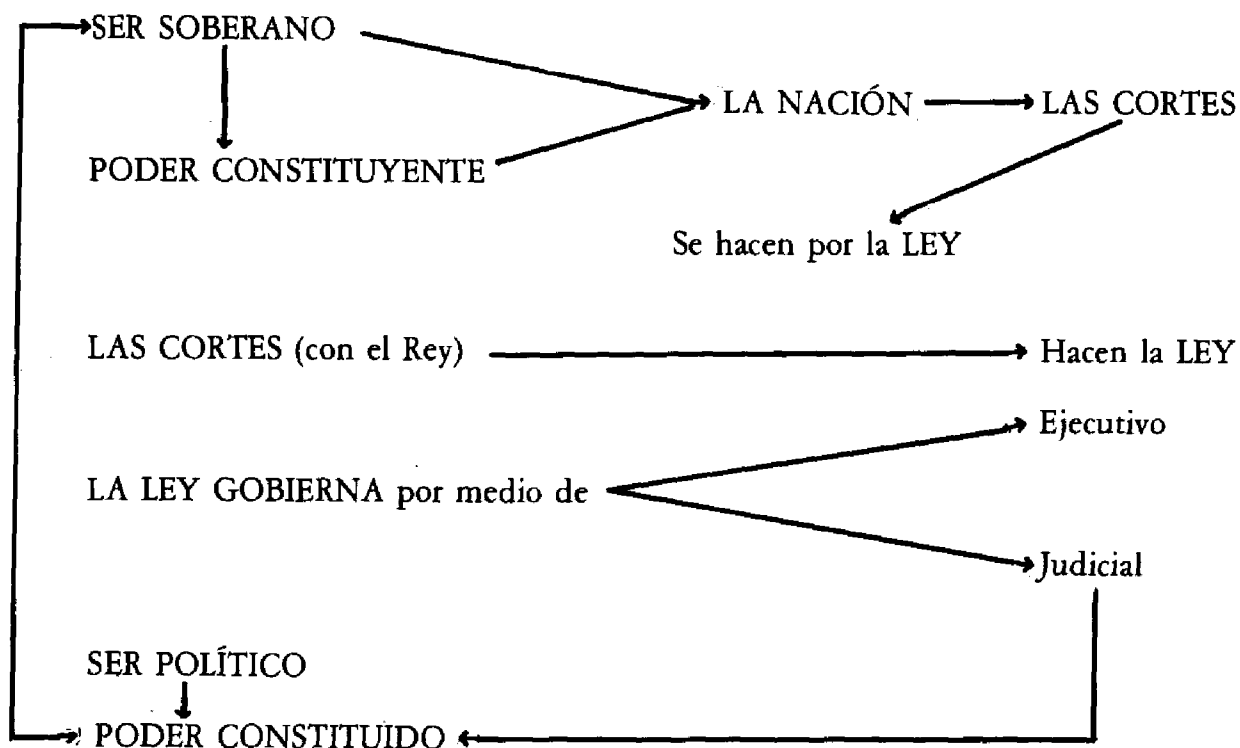 SER SOBERANO
LA NACIÓN
LAS CORTES
PODER CONSTITUYENTE
Se hacen por la LEY
LAS CORTES (con el Rey)
Hacen la LEY
Ejecutivo
LA LEY GOBIERNA por medio de
Judicial
SER POLÍTICO
PODER CONSTITUIDO